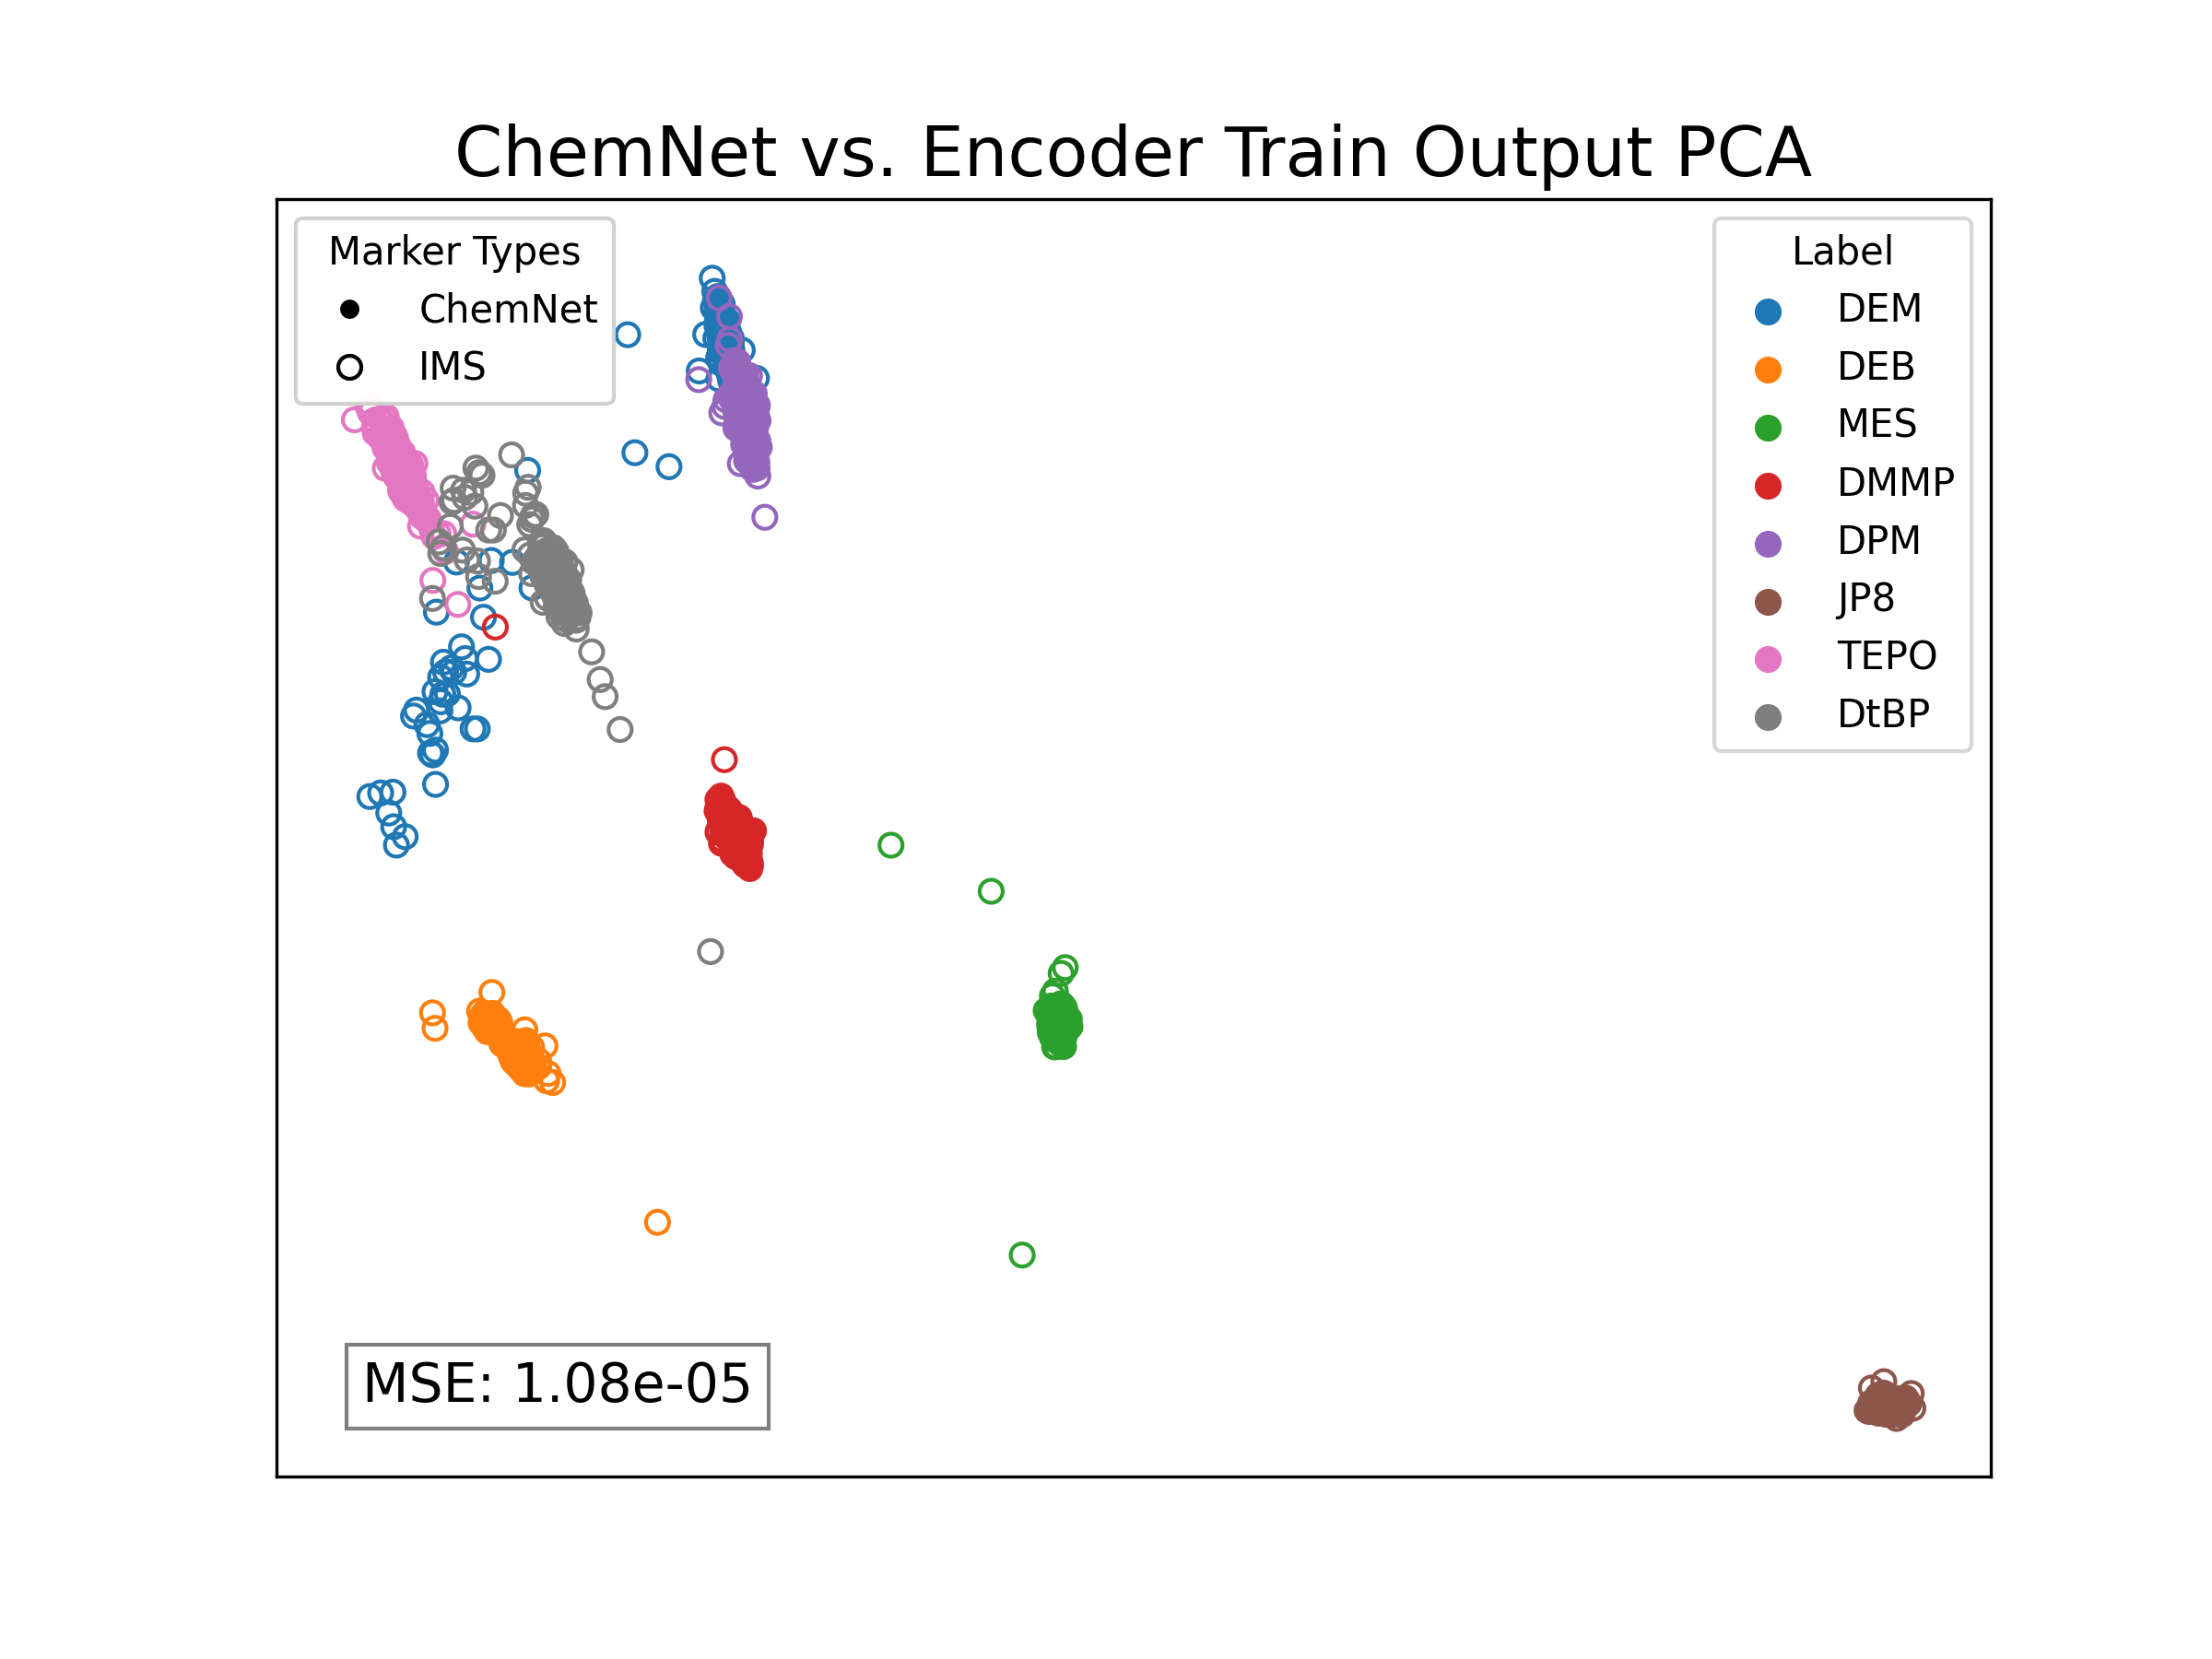 ChemNet vs. Encoder Train Output PCA
Marker Types
ChemNet
IMS
Label
DEM
DEB
MES
DMMP
DPM
JP8
TEPO
DtBP
MSE: 1.08e-05